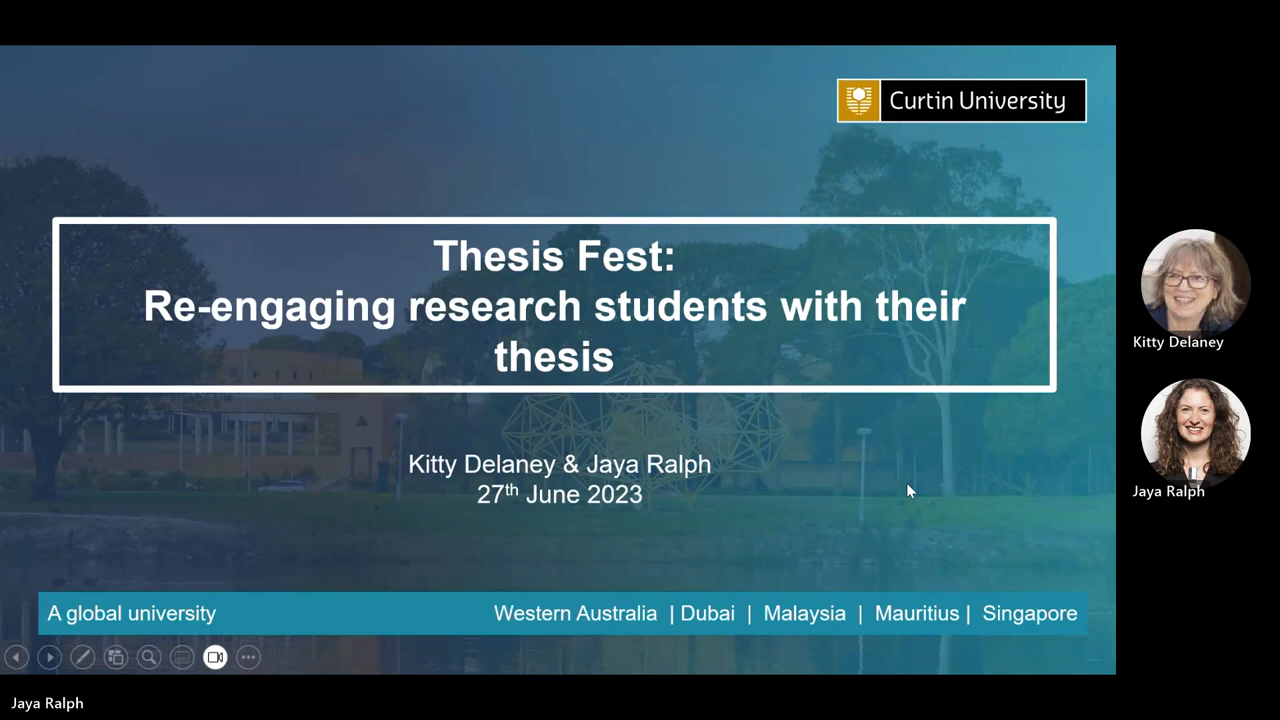 Curtin University
Thesis Fest:
Re-engaging research students with their
thesis
Kitty Delaney & Jaya Ralph
27th June 2023
A global university
Western Australia | Dubai | Malaysia | Mauritius | Singapore
Kitty Delaney
Jaya Ralph
Jaya Ralph